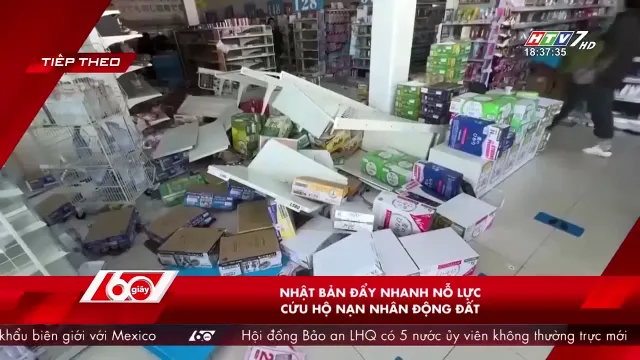 128
HTV7 HD
TIẾP THEO
18:37:35
60 giây
NHẬT BẢN ĐẨY NHANH NỖ LỰC
CỨU HỘ NẠN NHÂN ĐỘNG ĐẤT
khẩu biên giới với Mexico 60 Hội đồng Bảo an LHQ có 5 nước ủy viên không thường trực mới